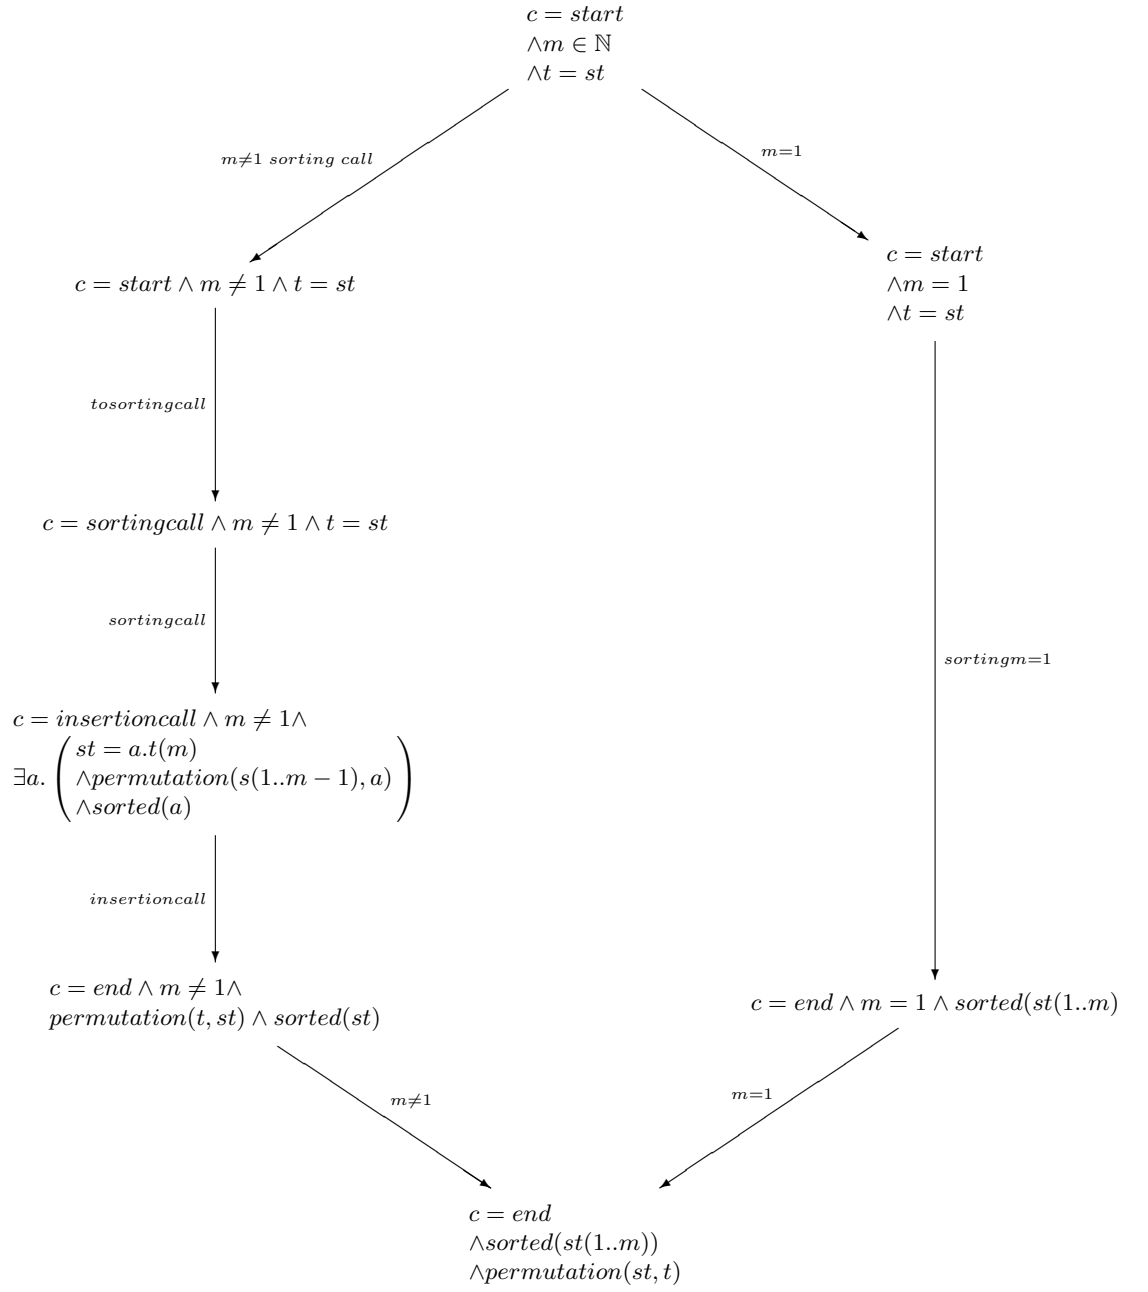 c = start
∧m ∈ ℕ
∧t = st
m≠1 sorting call
m=1
c = start
∧m = 1
∧t = st
c = start ∧ m ≠ 1 ∧ t = st
tosortingcall
c = sortingcall ∧ m ≠ 1 ∧ t = st
sortingcall
sortingm=1
c = insertioncall ∧ m ≠ 1∧
st = a.t(m)
∃a. ( ∧permutation(s(1..m − 1), a) )
∧sorted(a)
insertioncall
c = end ∧ m ≠ 1∧
permutation(t, st) ∧ sorted(st)
c = end ∧ m = 1 ∧ sorted(st(1..m)
m≠1
m=1
c = end
∧sorted(st(1..m))
∧permutation(st, t)